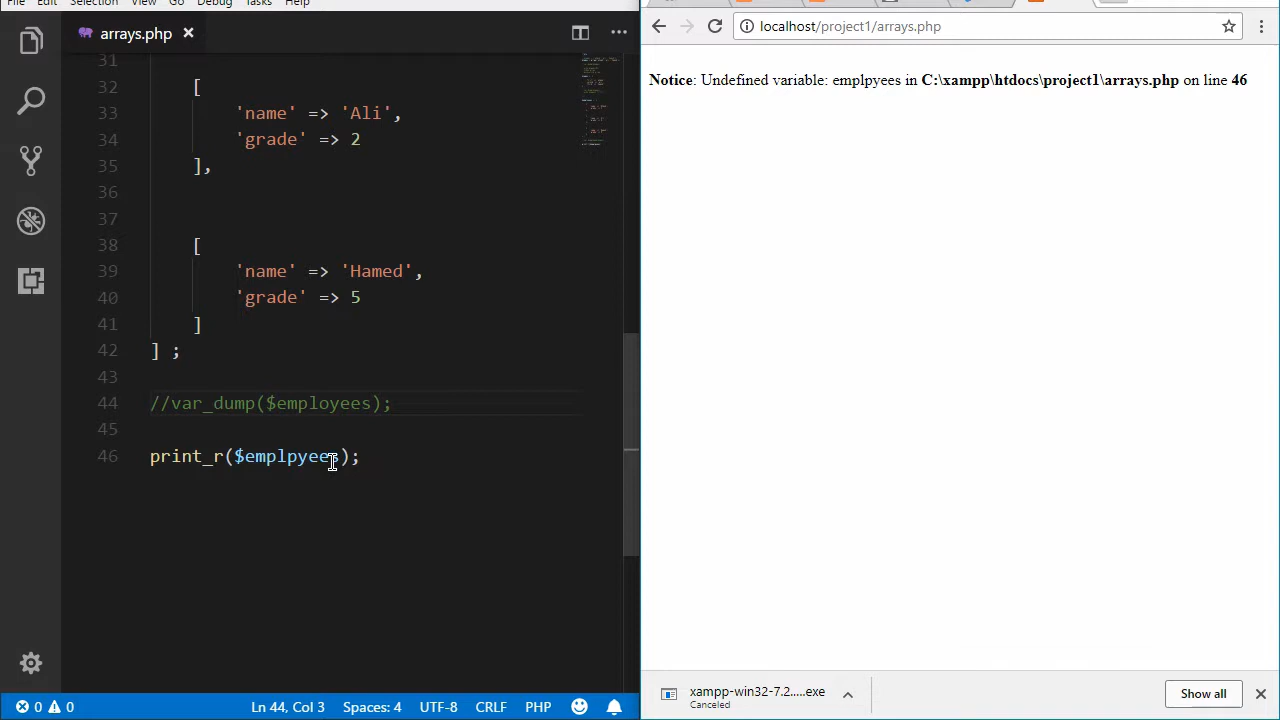 File Edit Selection View Go Debug Tasks Help
arrays.php
localhost/project1/arrays.php
Notice: Undefined variable: emplpyees in C:\xampp\htdocs\project1\arrays.php on line 46
31
32 [
33 'name' => 'Ali',
34 'grade' => 2
35 ],
36
37
38 [
39 'name' => 'Hamed',
40 'grade' => 5
41 ]
42 ] ;
43
44 //var_dump($employees);
45
46 print_r($emplpyees);
xampp-win32-7.2.....exe
Canceled
Show all
0 0 Ln 44, Col 3 Spaces: 4 UTF-8 CRLF PHP